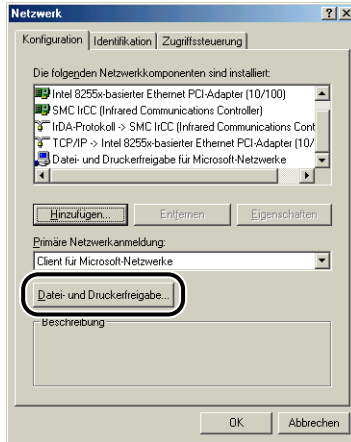 Netzwerk
Konfiguration Identifikation Zugriffssteuerung
Die folgenden Netzwerkkomponenten sind installiert:
Intel 8255x-basierter Ethernet PCI-Adapter (10/100)
SMC IrCC (Infrared Communications Controller)
IrDA-Protokoll -> SMC IrCC (Infrared Communications Cont
TCP/IP -> Intel 8255x-basierter Ethernet PCI-Adapter (10/
Datei- und Druckerfreigabe für Microsoft-Netzwerke
Hinzufügen... Entfernen Eigenschaften
Primäre Netzwerkanmeldung:
Client für Microsoft-Netzwerke
Datei- und Druckerfreigabe...
Beschreibung
OK Abbrechen